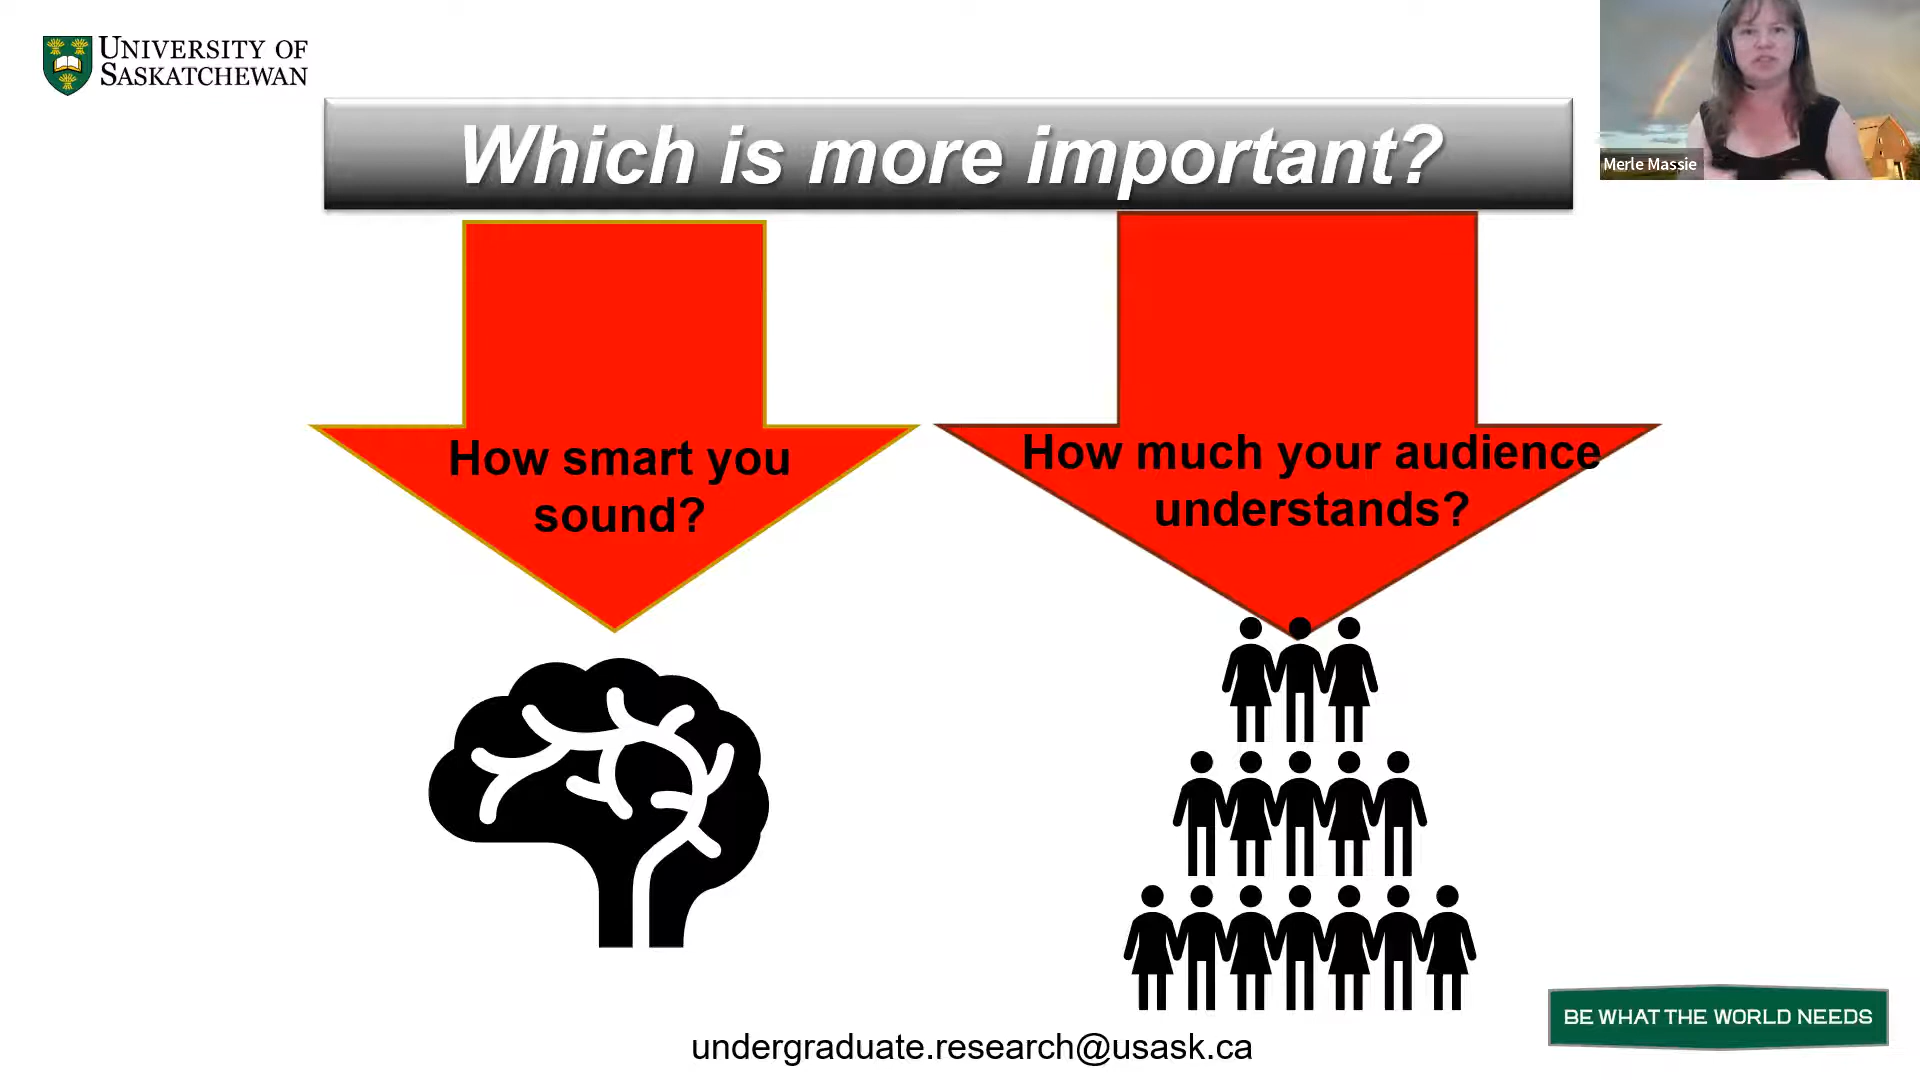 UNIVERSITY OF
SASKATCHEWAN
Merle Massie
Which is more important?
How smart you
sound?
How much your audience
understands?
BE WHAT THE WORLD NEEDS
undergraduate.research@usask.ca